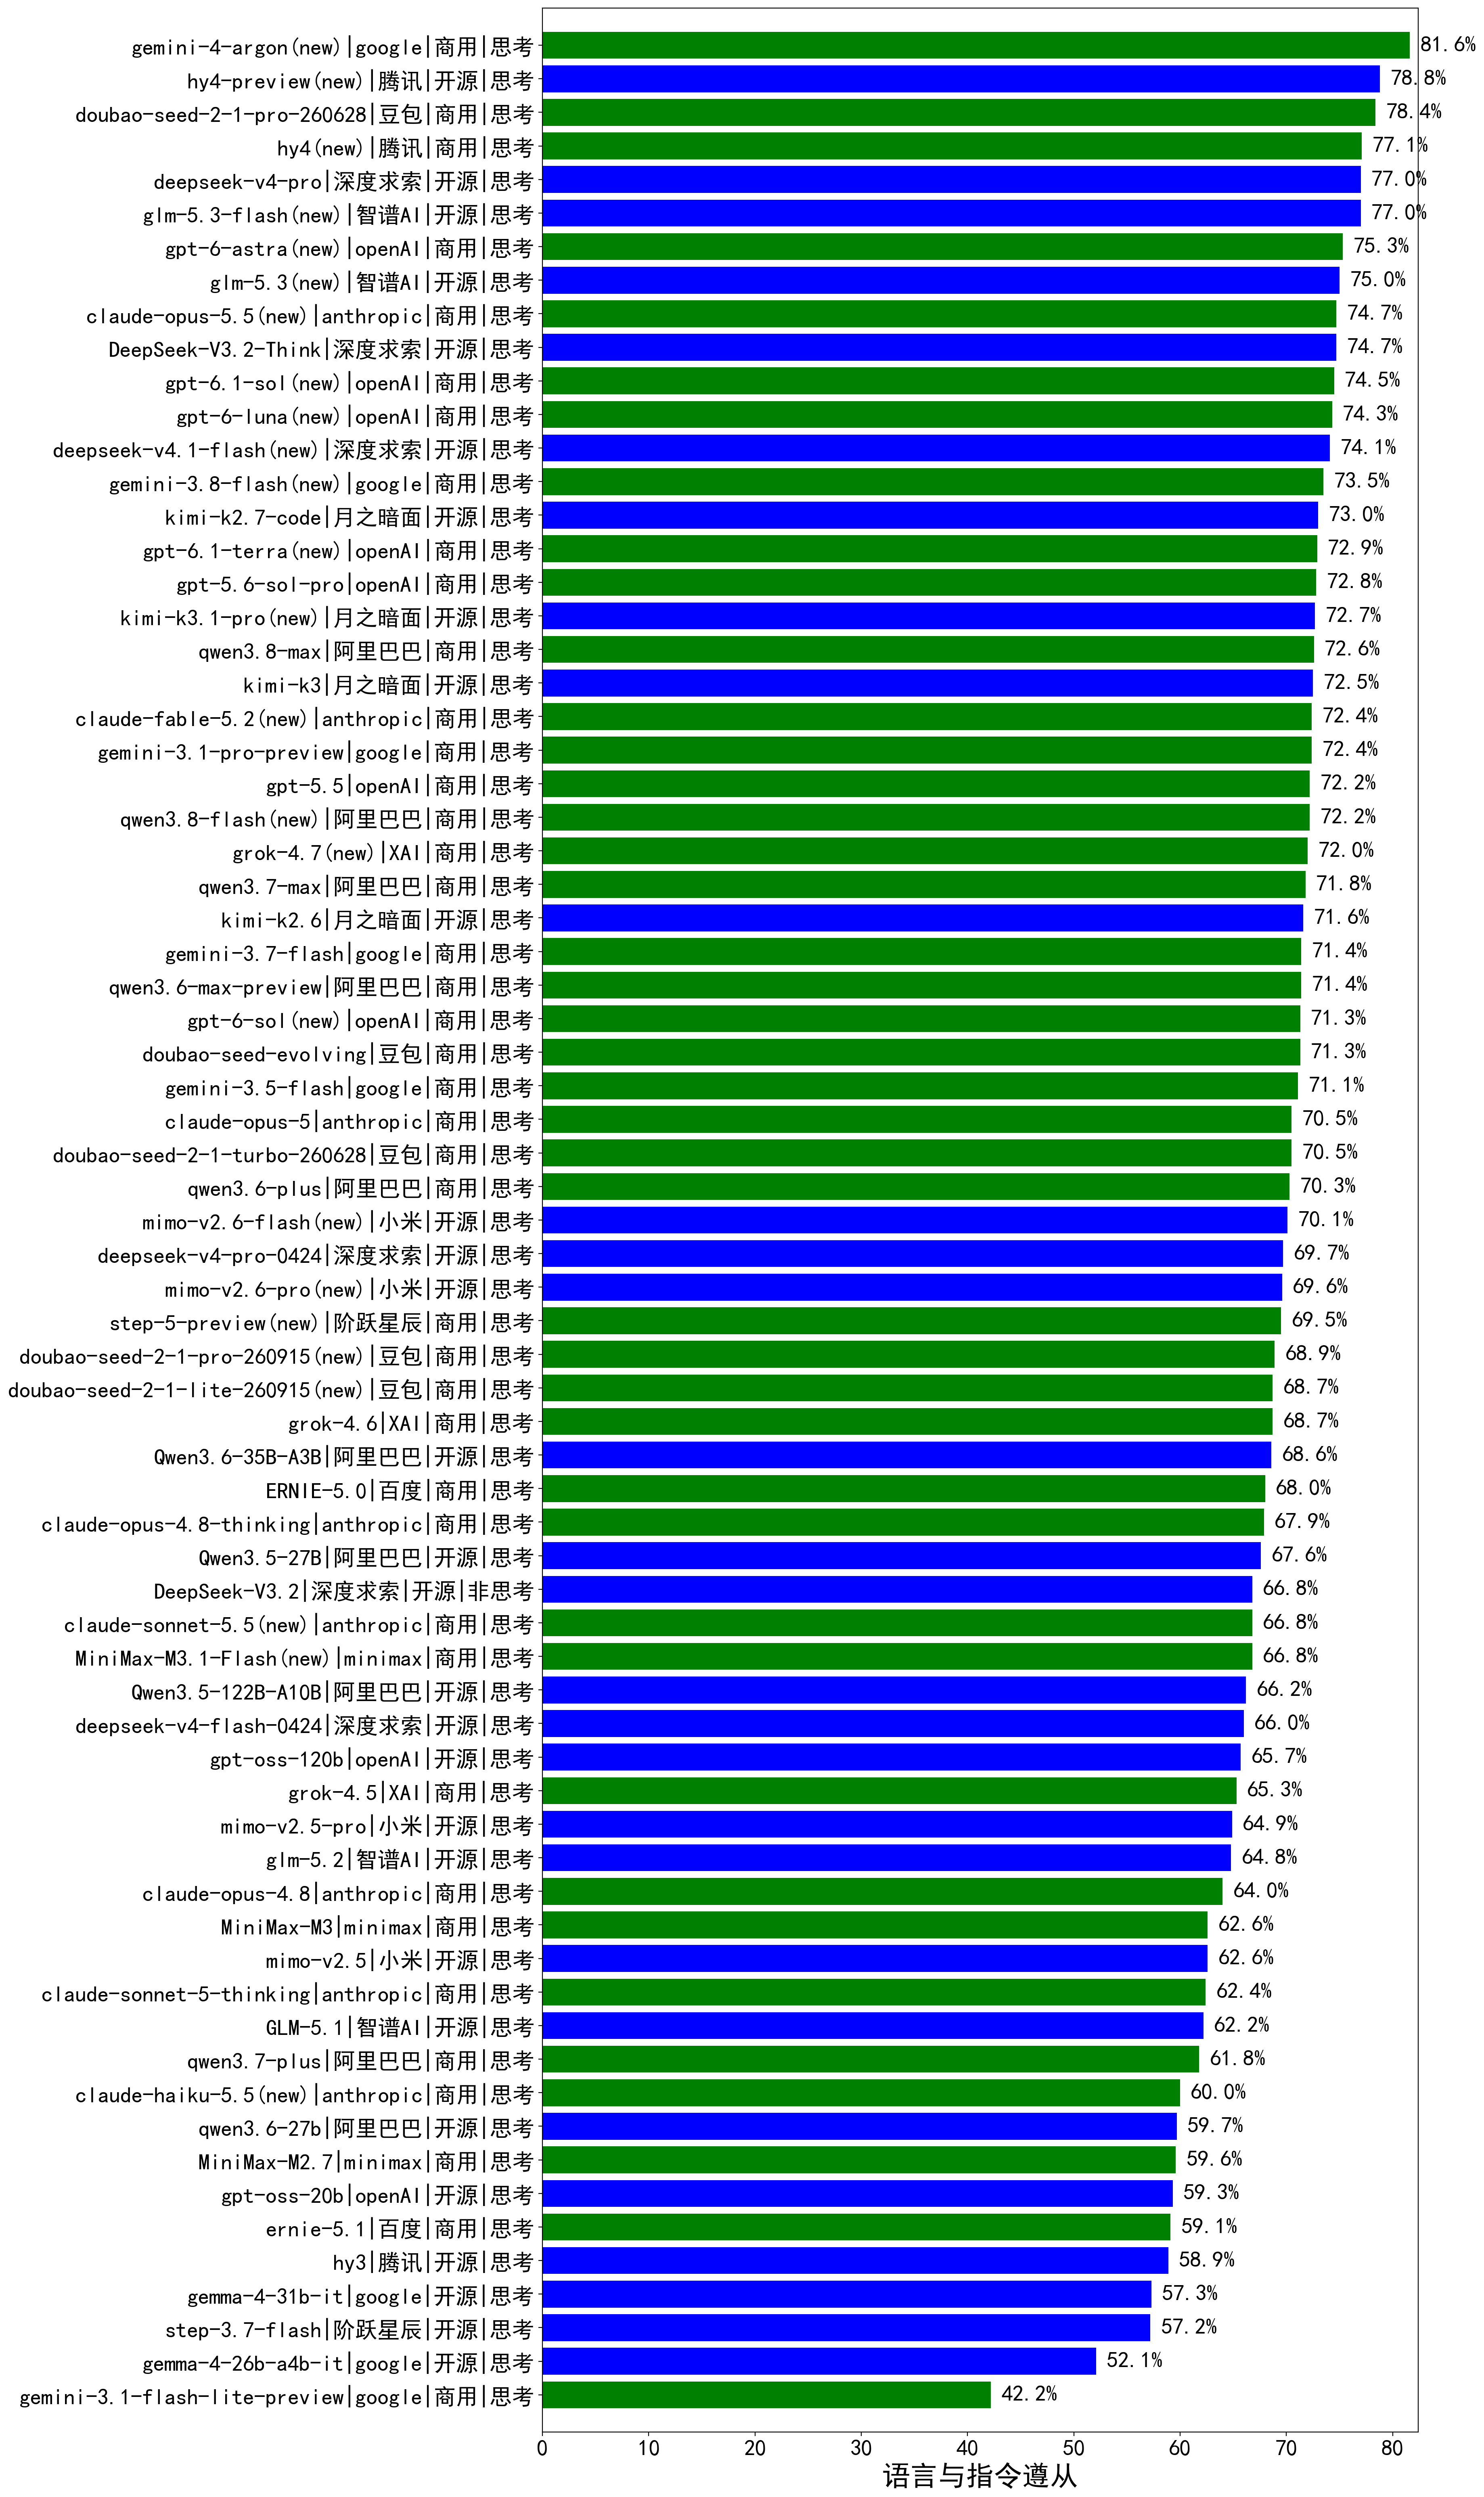 gemini-4-argon(new)|google|商用|思考 81.6%
hy4-preview(new)|腾讯|开源|思考 78.8%
doubao-seed-2-1-pro-260628|豆包|商用|思考 78.4%
hy4(new)|腾讯|商用|思考 77.1%
deepseek-v4-pro|深度求索|开源|思考 77.0%
glm-5.3-flash(new)|智谱AI|开源|思考 77.0%
gpt-6-astra(new)|openAI|商用|思考 75.3%
glm-5.3(new)|智谱AI|开源|思考 75.0%
claude-opus-5.5(new)|anthropic|商用|思考 74.7%
DeepSeek-V3.2-Think|深度求索|开源|思考 74.7%
gpt-6.1-sol(new)|openAI|商用|思考 74.5%
gpt-6-luna(new)|openAI|商用|思考 74.3%
deepseek-v4.1-flash(new)|深度求索|开源|思考 74.1%
gemini-3.8-flash(new)|google|商用|思考 73.5%
kimi-k2.7-code|月之暗面|开源|思考 73.0%
gpt-6.1-terra(new)|openAI|商用|思考 72.9%
gpt-5.6-sol-pro|openAI|商用|思考 72.8%
kimi-k3.1-pro(new)|月之暗面|开源|思考 72.7%
qwen3.8-max|阿里巴巴|商用|思考 72.6%
kimi-k3|月之暗面|开源|思考 72.5%
claude-fable-5.2(new)|anthropic|商用|思考 72.4%
gemini-3.1-pro-preview|google|商用|思考 72.4%
gpt-5.5|openAI|商用|思考 72.2%
qwen3.8-flash(new)|阿里巴巴|商用|思考 72.2%
grok-4.7(new)|XAI|商用|思考 72.0%
qwen3.7-max|阿里巴巴|商用|思考 71.8%
kimi-k2.6|月之暗面|开源|思考 71.6%
gemini-3.7-flash|google|商用|思考 71.4%
qwen3.6-max-preview|阿里巴巴|商用|思考 71.4%
gpt-6-sol(new)|openAI|商用|思考 71.3%
doubao-seed-evolving|豆包|商用|思考 71.3%
gemini-3.5-flash|google|商用|思考 71.1%
claude-opus-5|anthropic|商用|思考 70.5%
doubao-seed-2-1-turbo-260628|豆包|商用|思考 70.5%
qwen3.6-plus|阿里巴巴|商用|思考 70.3%
mimo-v2.6-flash(new)|小米|开源|思考 70.1%
deepseek-v4-pro-0424|深度求索|开源|思考 69.7%
mimo-v2.6-pro(new)|小米|开源|思考 69.6%
step-5-preview(new)|阶跃星辰|商用|思考 69.5%
doubao-seed-2-1-pro-260915(new)|豆包|商用|思考 68.9%
doubao-seed-2-1-lite-260915(new)|豆包|商用|思考 68.7%
grok-4.6|XAI|商用|思考 68.7%
Qwen3.6-35B-A3B|阿里巴巴|开源|思考 68.6%
ERNIE-5.0|百度|商用|思考 68.0%
claude-opus-4.8-thinking|anthropic|商用|思考 67.9%
Qwen3.5-27B|阿里巴巴|开源|思考 67.6%
DeepSeek-V3.2|深度求索|开源|非思考 66.8%
claude-sonnet-5.5(new)|anthropic|商用|思考 66.8%
MiniMax-M3.1-Flash(new)|minimax|商用|思考 66.8%
Qwen3.5-122B-A10B|阿里巴巴|开源|思考 66.2%
deepseek-v4-flash-0424|深度求索|开源|思考 66.0%
gpt-oss-120b|openAI|开源|思考 65.7%
grok-4.5|XAI|商用|思考 65.3%
mimo-v2.5-pro|小米|开源|思考 64.9%
glm-5.2|智谱AI|开源|思考 64.8%
claude-opus-4.8|anthropic|商用|思考 64.0%
MiniMax-M3|minimax|商用|思考 62.6%
mimo-v2.5|小米|开源|思考 62.6%
claude-sonnet-5-thinking|anthropic|商用|思考 62.4%
GLM-5.1|智谱AI|开源|思考 62.2%
qwen3.7-plus|阿里巴巴|商用|思考 61.8%
claude-haiku-5.5(new)|anthropic|商用|思考 60.0%
qwen3.6-27b|阿里巴巴|开源|思考 59.7%
MiniMax-M2.7|minimax|商用|思考 59.6%
gpt-oss-20b|openAI|开源|思考 59.3%
ernie-5.1|百度|商用|思考 59.1%
hy3|腾讯|开源|思考 58.9%
gemma-4-31b-it|google|开源|思考 57.3%
step-3.7-flash|阶跃星辰|开源|思考 57.2%
gemma-4-26b-a4b-it|google|开源|思考 52.1%
gemini-3.1-flash-lite-preview|google|商用|思考 42.2%
0 10 20 30 40 50 60 70 80
语言与指令遵从